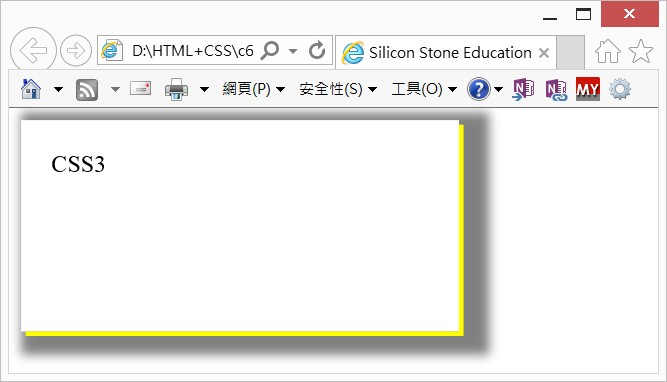 D:\HTML+CSS\c6
Silicon Stone Education
網頁(P) 安全性(S) 工具(O) MY
CSS3